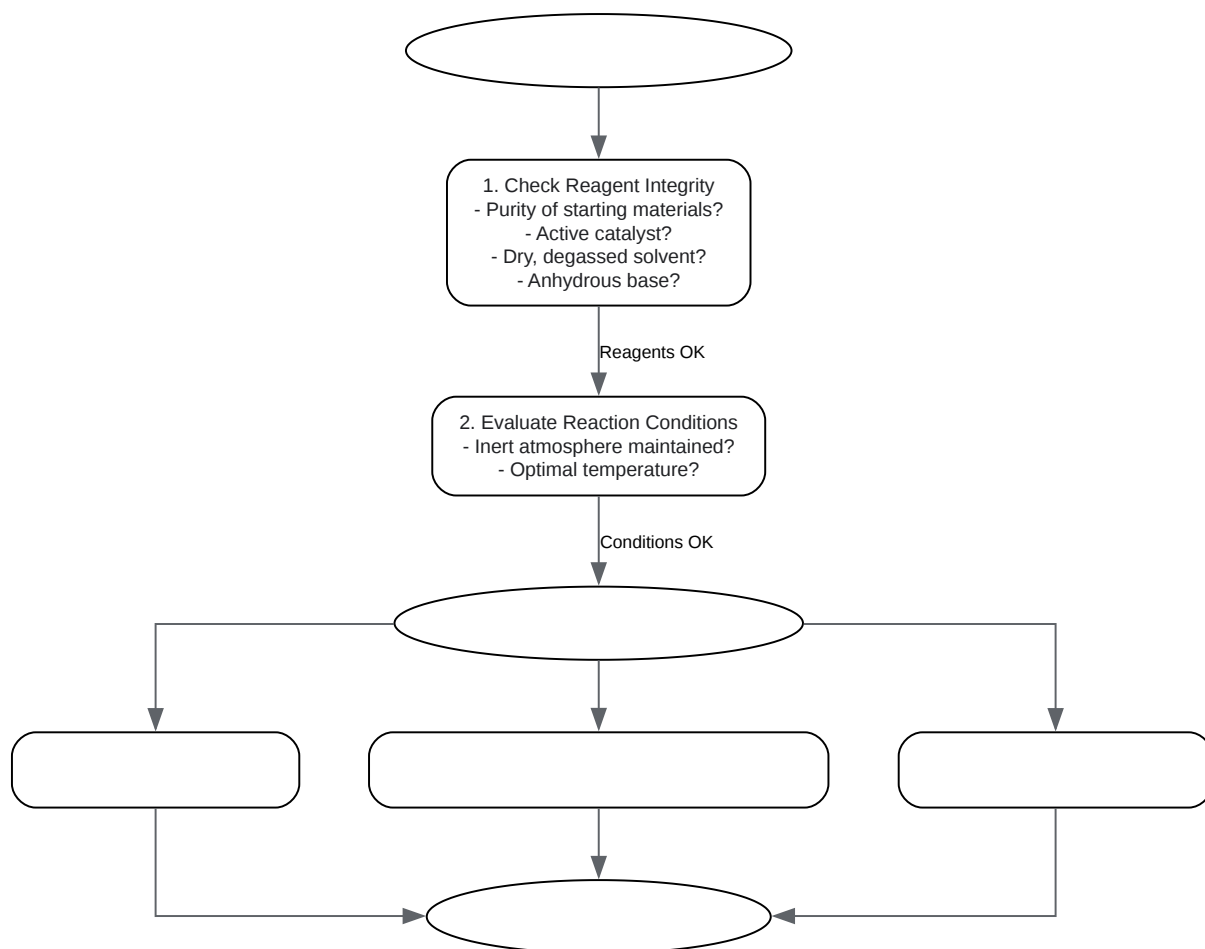 1. Check Reagent Integrity
- Purity of starting materials?
- Active catalyst?
- Dry, degassed solvent?
- Anhydrous base?
Reagents OK
2. Evaluate Reaction Conditions
- Inert atmosphere maintained?
- Optimal temperature?
Conditions OK